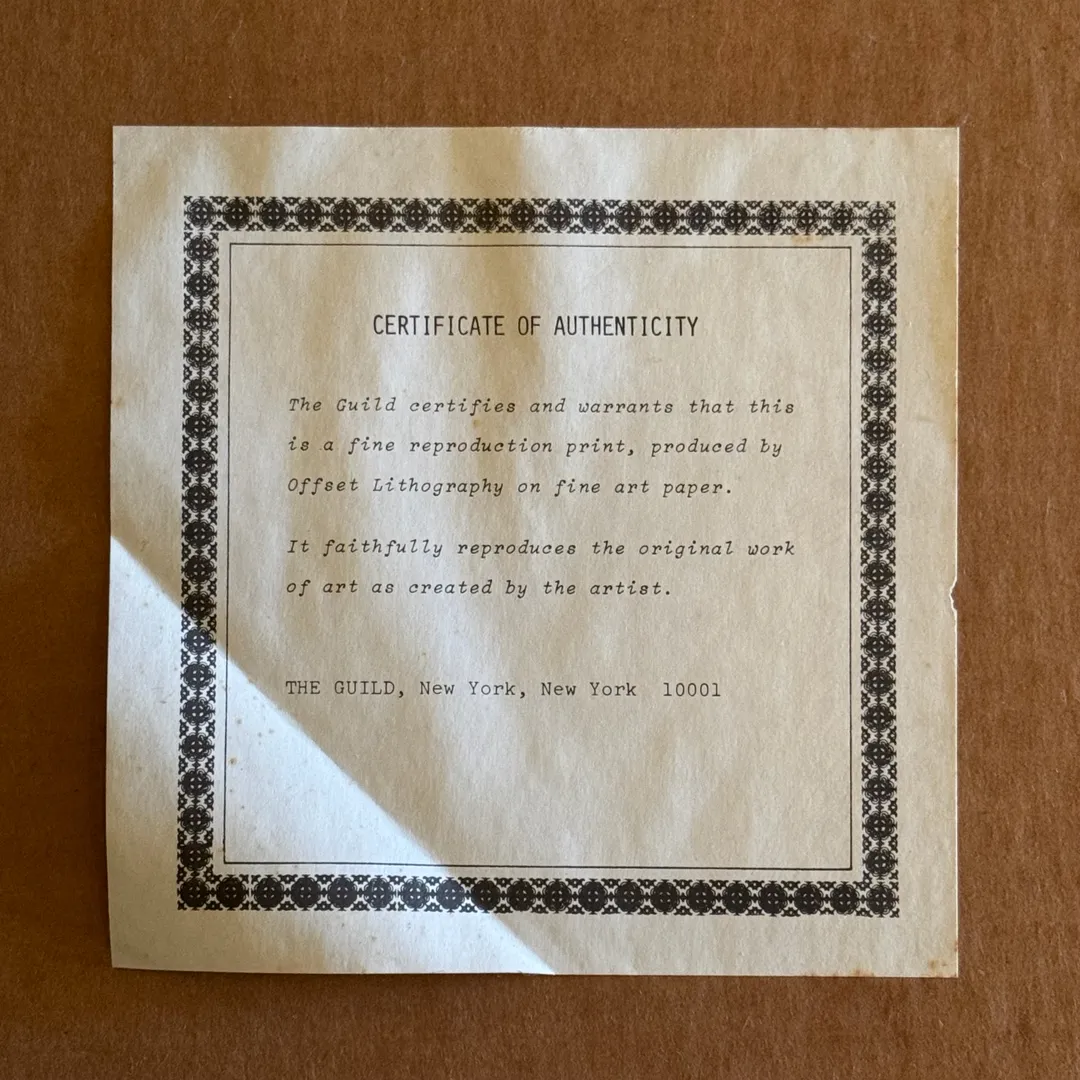 CERTIFICATE OF AUTHENTICITY
The Guild certifies and warrants that this
is a fine reproduction print, produced by
Offset Lithography on fine art paper.
It faithfully reproduces the original work
of art as created by the artist.
THE GUILD, New York, New York 10001